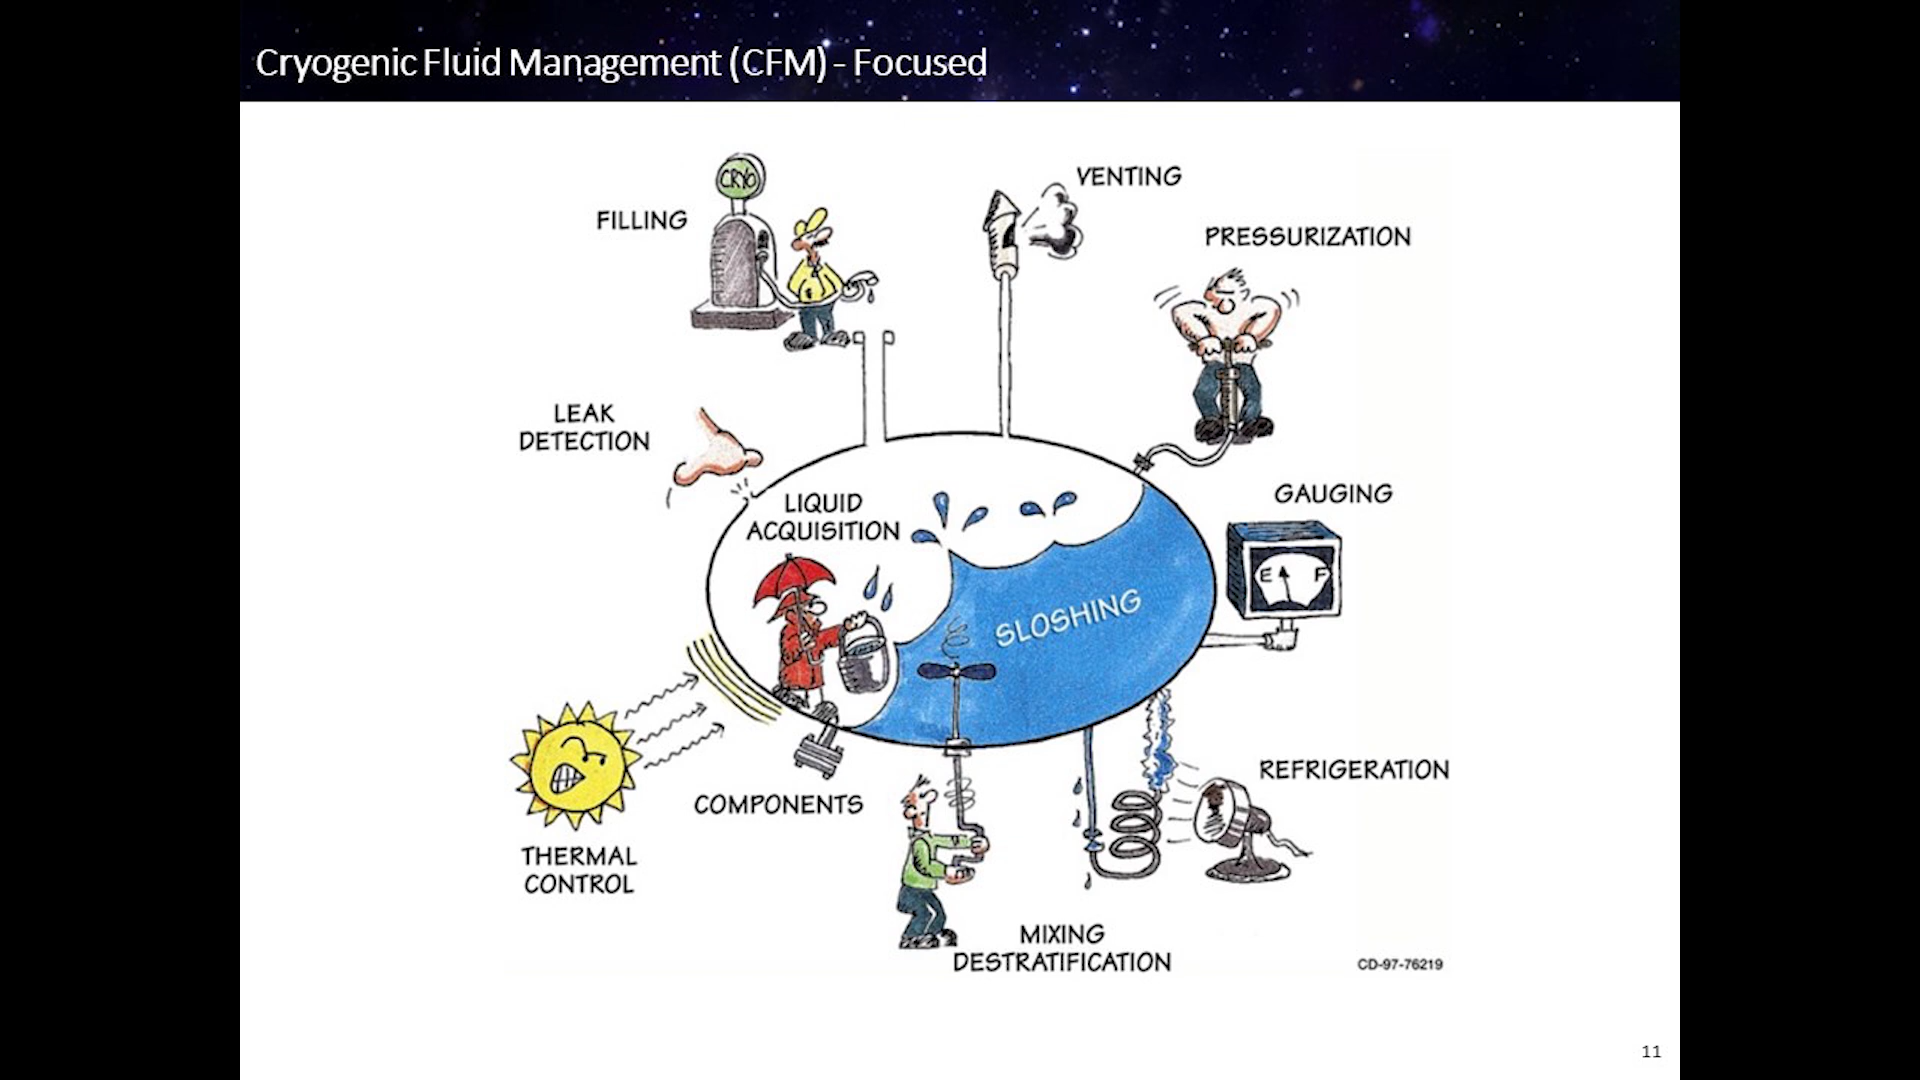 Cryogenic Fluid Management (CFM) - Focused
CRYO
FILLING
VENTING
PRESSURIZATION
LEAK
DETECTION
LIQUID
ACQUISITION
GAUGING
E F
SLOSHING
REFRIGERATION
COMPONENTS
THERMAL
CONTROL
MIXING
DESTRATIFICATION
CD-97-76219
11